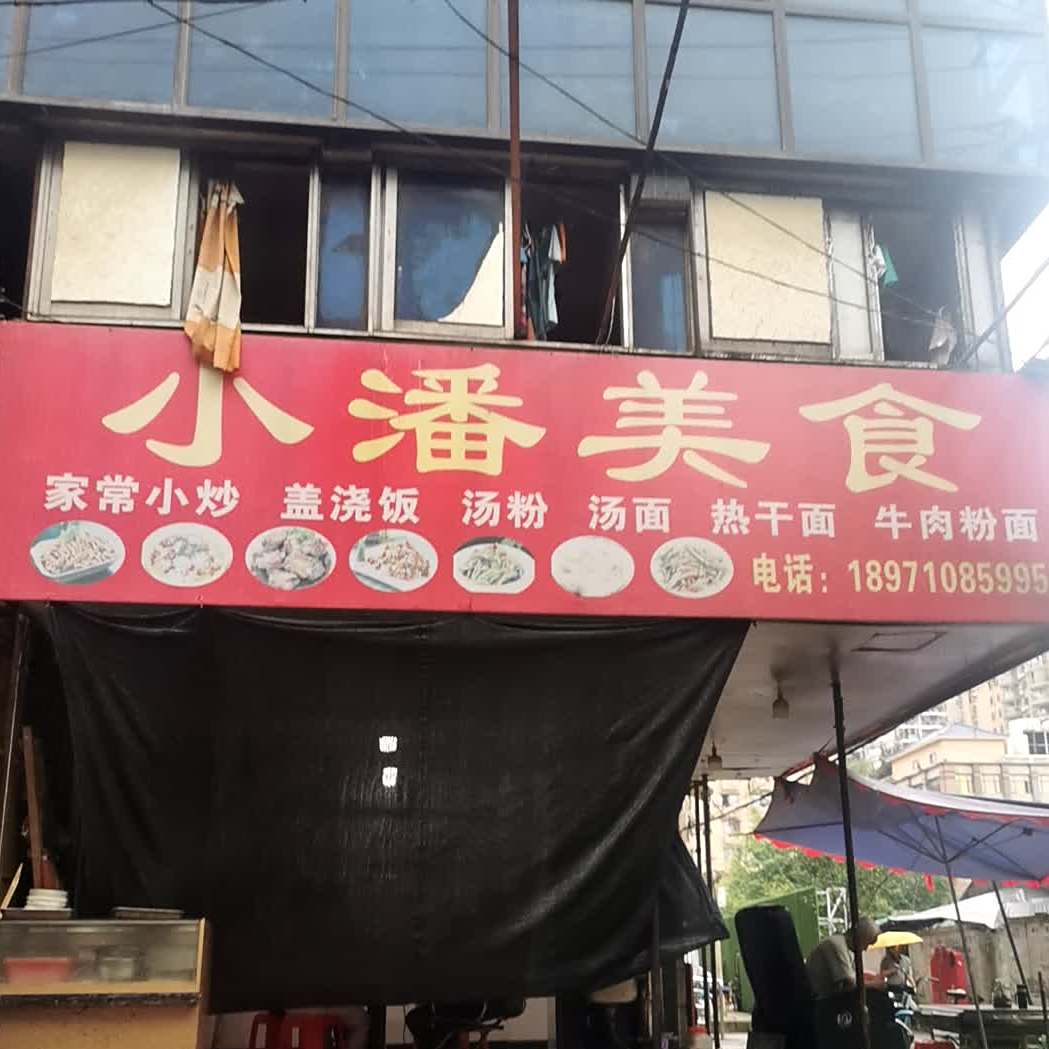 小潘美食
家常小炒 盖浇饭 汤粉 汤面 热干面 牛肉粉面
电话：18971085995